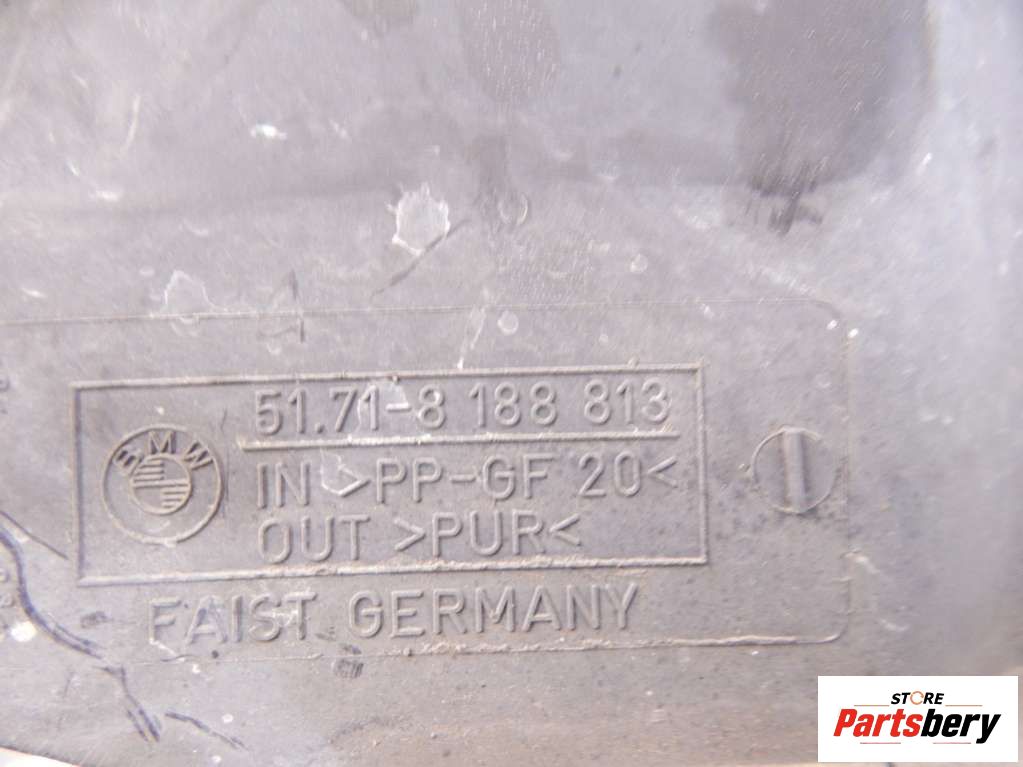 51.71-8 188 813
BMW
IN >PP-GF 20<
OUT >PUR<
FAIST GERMANY
STORE
Partsbery